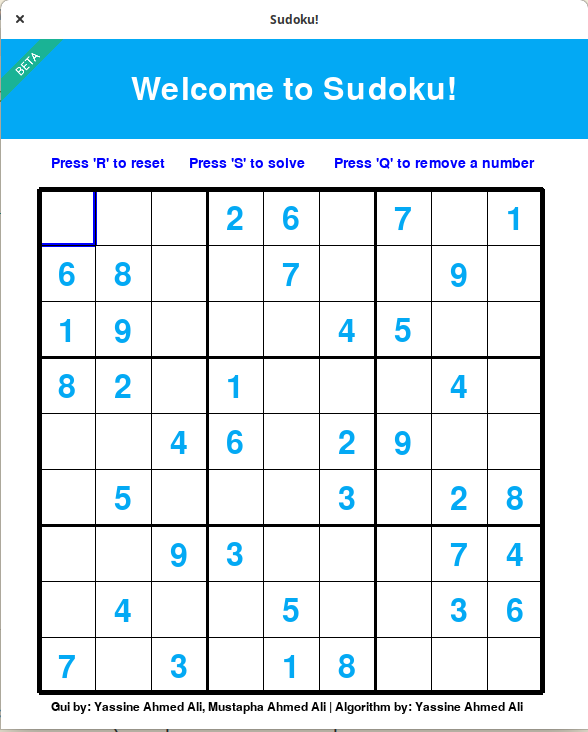 Sudoku!
BETA
Welcome to Sudoku!
Press 'R' to reset Press 'S' to solve Press 'Q' to remove a number
2 6 7 1
6 8 7 9
1 9 4 5
8 2 1 4
4 6 2 9
5 3 2 8
9 3 7 4
4 5 3 6
7 3 1 8
Gui by: Yassine Ahmed Ali, Mustapha Ahmed Ali | Algorithm by: Yassine Ahmed Ali